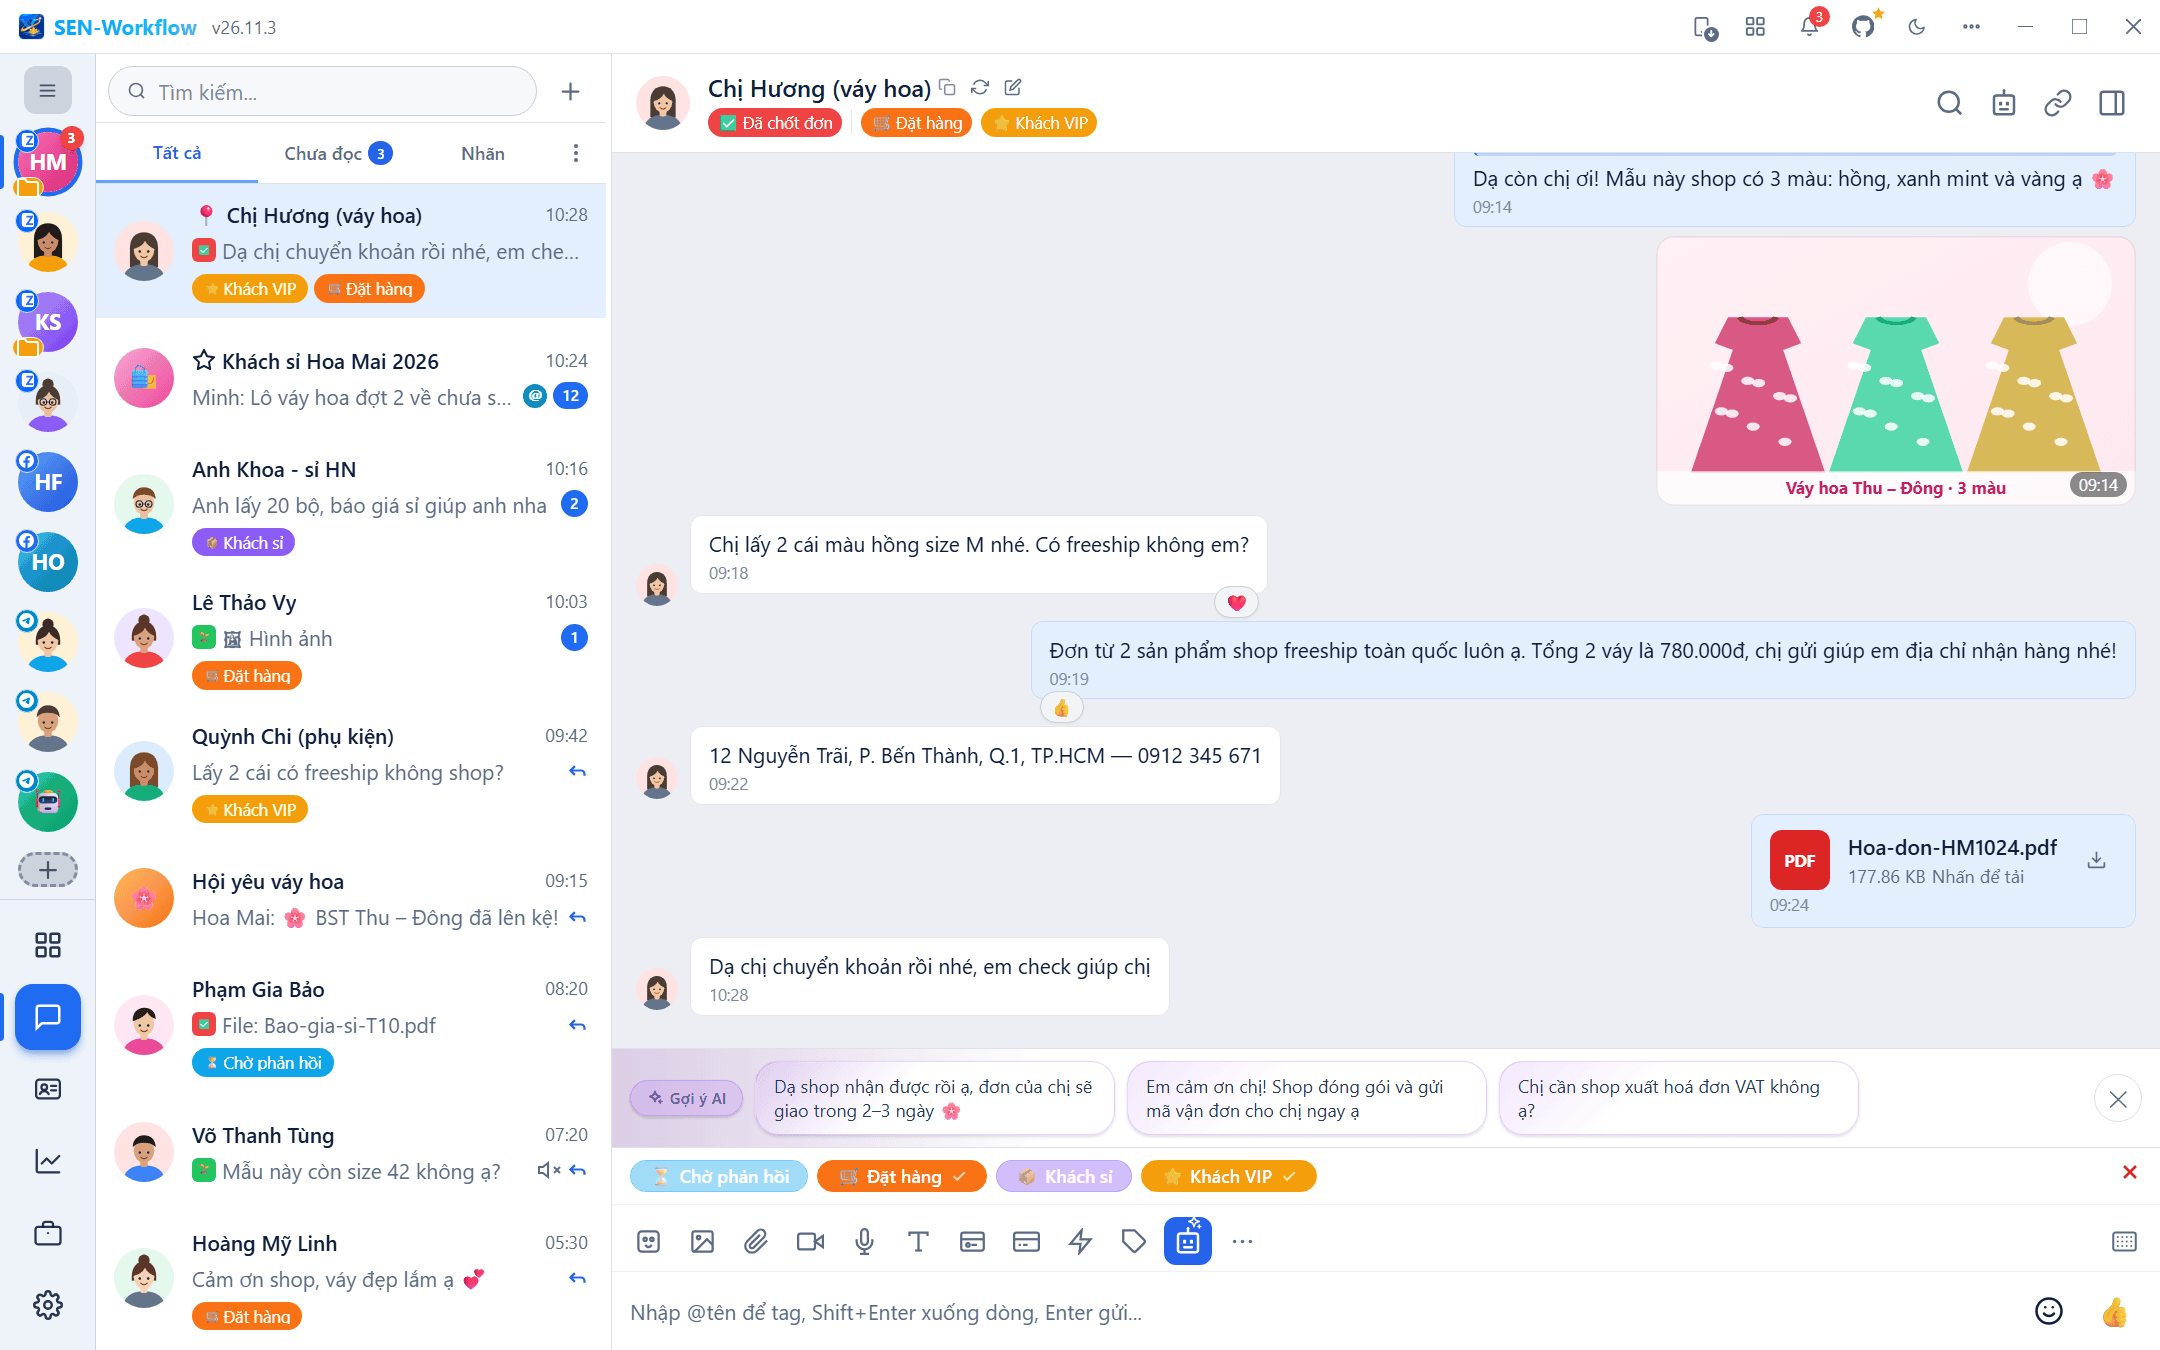 SEN-Workflow v26.11.3
3
3
HM
KS
HF
HO
Tìm kiếm...
Tất cả
Chưa đọc 3
Nhãn
Chị Hương (váy hoa) 10:28
Dạ chị chuyển khoản rồi nhé, em che...
Khách VIP
Đặt hàng
Khách sỉ Hoa Mai 2026 10:24
Minh: Lô váy hoa đợt 2 về chưa s... @ 12
Anh Khoa - sỉ HN 10:16
Anh lấy 20 bộ, báo giá sỉ giúp anh nha 2
Khách sỉ
Lê Thảo Vy 10:03
Hình ảnh 1
Đặt hàng
Quỳnh Chi (phụ kiện) 09:42
Lấy 2 cái có freeship không shop?
Khách VIP
Hội yêu váy hoa 09:15
Hoa Mai: 🌸 BST Thu – Đông đã lên kệ!
Phạm Gia Bảo 08:20
File: Bao-gia-si-T10.pdf
Chờ phản hồi
Võ Thanh Tùng 07:20
Mẫu này còn size 42 không ạ?
Hoàng Mỹ Linh 05:30
Cảm ơn shop, váy đẹp lắm ạ 💕
Đặt hàng
Chị Hương (váy hoa)
Đã chốt đơn
Đặt hàng
Khách VIP
Dạ còn chị ơi! Mẫu này shop có 3 màu: hồng, xanh mint và vàng ạ 🌸
09:14
Váy hoa Thu – Đông · 3 màu
09:14
Chị lấy 2 cái màu hồng size M nhé. Có freeship không em?
09:18
Đơn từ 2 sản phẩm shop freeship toàn quốc luôn ạ. Tổng 2 váy là 780.000đ, chị gửi giúp em địa chỉ nhận hàng nhé!
09:19
12 Nguyễn Trãi, P. Bến Thành, Q.1, TP.HCM — 0912 345 671
09:22
PDF
Hoa-don-HM1024.pdf
177.86 KB Nhấn để tải
09:24
Dạ chị chuyển khoản rồi nhé, em check giúp chị
10:28
Gợi ý AI
Dạ shop nhận được rồi ạ, đơn của chị sẽ
giao trong 2–3 ngày 🌸
Em cảm ơn chị! Shop đóng gói và gửi
mã vận đơn cho chị ngay ạ
Chị cần shop xuất hoá đơn VAT không
ạ?
Chờ phản hồi
Đặt hàng
Khách sỉ
Khách VIP
Nhập @tên để tag, Shift+Enter xuống dòng, Enter gửi...